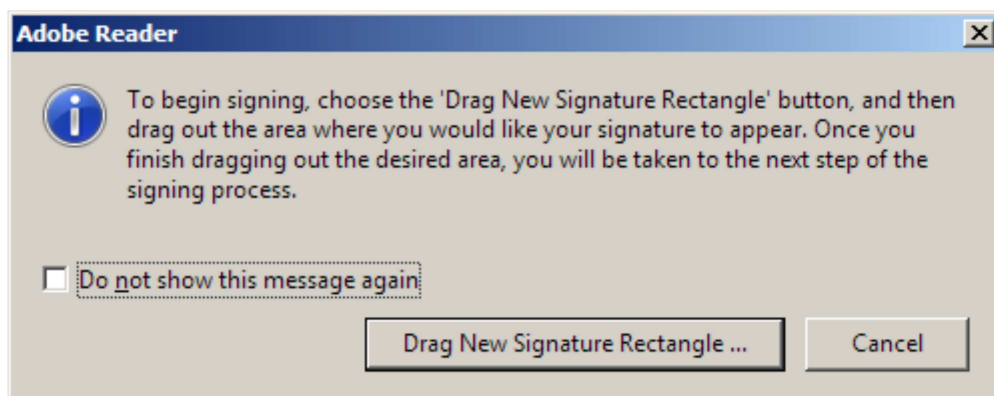 Adobe Reader
To begin signing, choose the 'Drag New Signature Rectangle' button, and then
drag out the area where you would like your signature to appear. Once you
finish dragging out the desired area, you will be taken to the next step of the
signing process.
Do not show this message again
Drag New Signature Rectangle ...
Cancel